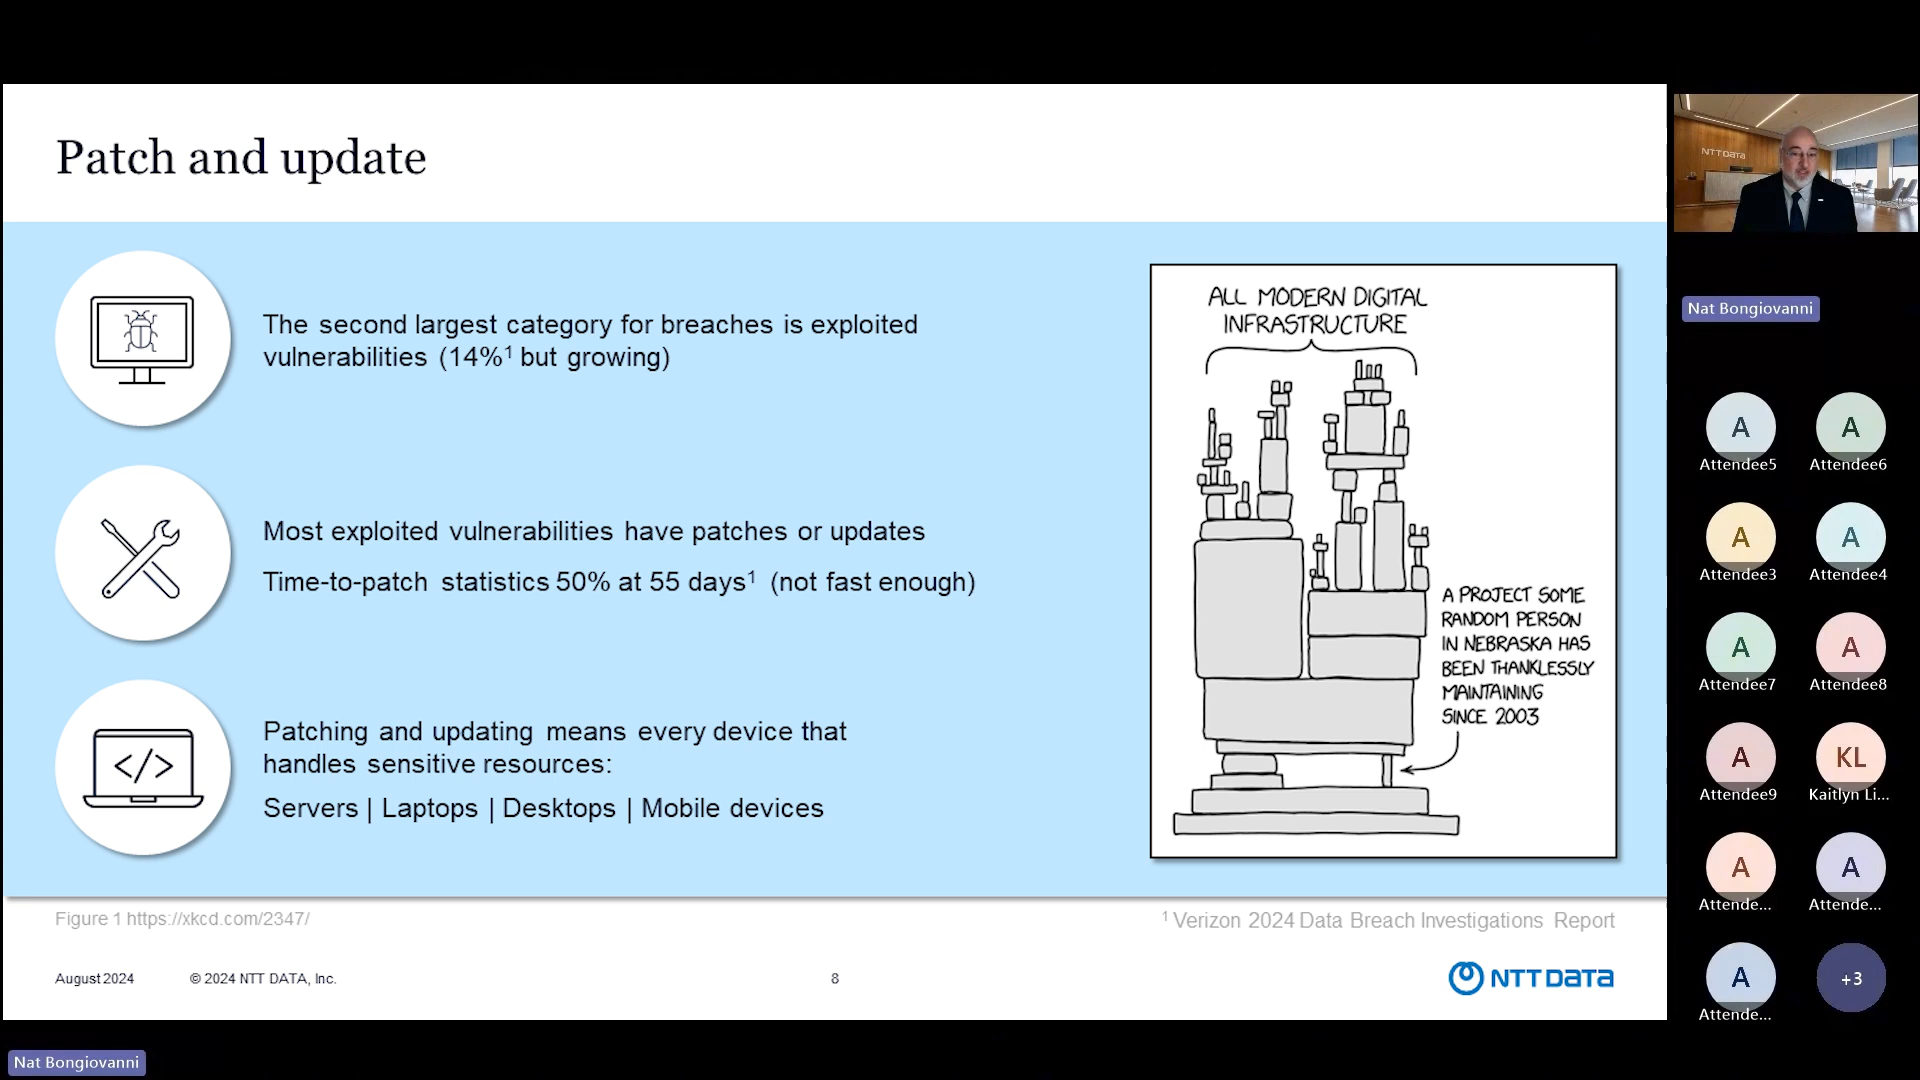 Patch and update
The second largest category for breaches is exploited
vulnerabilities (14%¹ but growing)
Most exploited vulnerabilities have patches or updates
Time-to-patch statistics 50% at 55 days¹ (not fast enough)
Patching and updating means every device that
handles sensitive resources:
Servers | Laptops | Desktops | Mobile devices
ALL MODERN DIGITAL
INFRASTRUCTURE
A PROJECT SOME
RANDOM PERSON
IN NEBRASKA HAS
BEEN THANKLESSLY
MAINTAINING
SINCE 2003
Figure 1 https://xkcd.com/2347/
¹ Verizon 2024 Data Breach Investigations Report
August 2024
© 2024 NTT DATA, Inc.
8
NTT DATA
NTT DATA
Nat Bongiovanni
A
Attendee5
A
Attendee6
A
Attendee3
A
Attendee4
A
Attendee7
A
Attendee8
A
Attendee9
KL
Kaitlyn Li...
A
Attende...
A
Attende...
A
Attende...
+3
Nat Bongiovanni